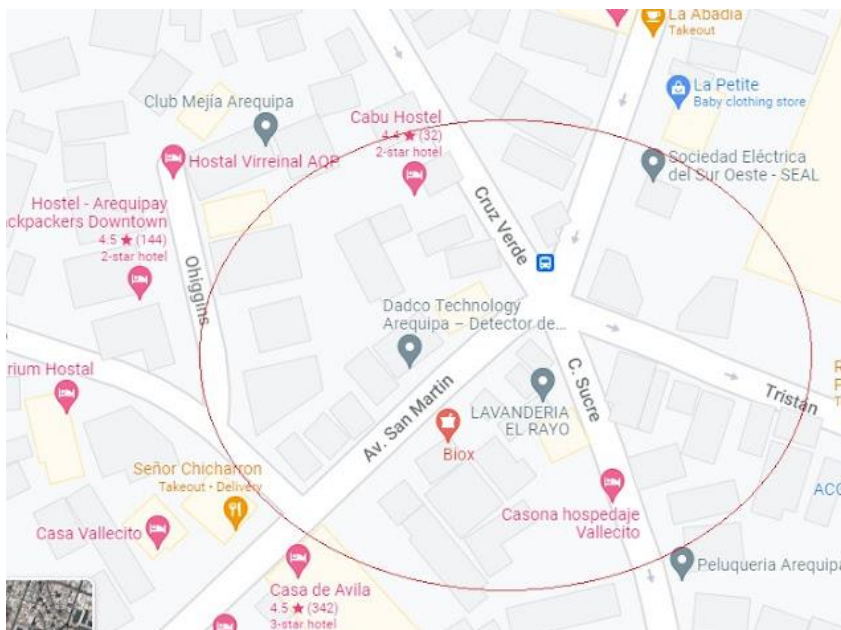 La Abadia
Takeout
La Petite
Baby clothing store
Club Mejía Arequipa
Cabu Hostel
4.4 ★ (32)
2-star hotel
Hostal Virreinal AQP
Sociedad Eléctrica
del Sur Oeste - SEAL
Hostel - Arequipay
ckpackers Downtown
4.5 ★ (144)
2-star hotel
Cruz Verde
Ohiggins
Dadco Technology
Arequipa – Detector de...
rium Hostal
Av. San Martin
C. Sucre
Tristán
LAVANDERIA
EL RAYO
Biox
Señor Chicharron
Takeout • Delivery
Casona hospedaje
Vallecito
Casa Vallecito
Peluqueria Arequipa
Casa de Avila
4.5 ★ (342)
3-star hotel